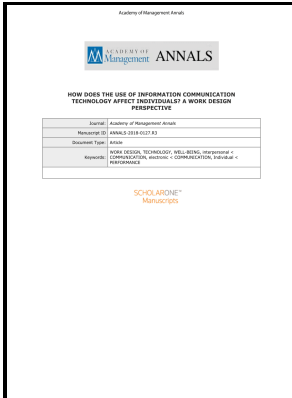 Academy of Management Annals
ACADEMY OF
Management ANNALS
HOW DOES THE USE OF INFORMATION COMMUNICATION
TECHNOLOGY AFFECT INDIVIDUALS? A WORK DESIGN
PERSPECTIVE
Journal: Academy of Management Annals
Manuscript ID ANNALS-2018-0127.R3
Document Type: Article
Keywords: WORK DESIGN, TECHNOLOGY, WELL-BEING, interpersonal <
COMMUNICATION, electronic < COMMUNICATION, Individual <
PERFORMANCE
SCHOLARONE™
Manuscripts